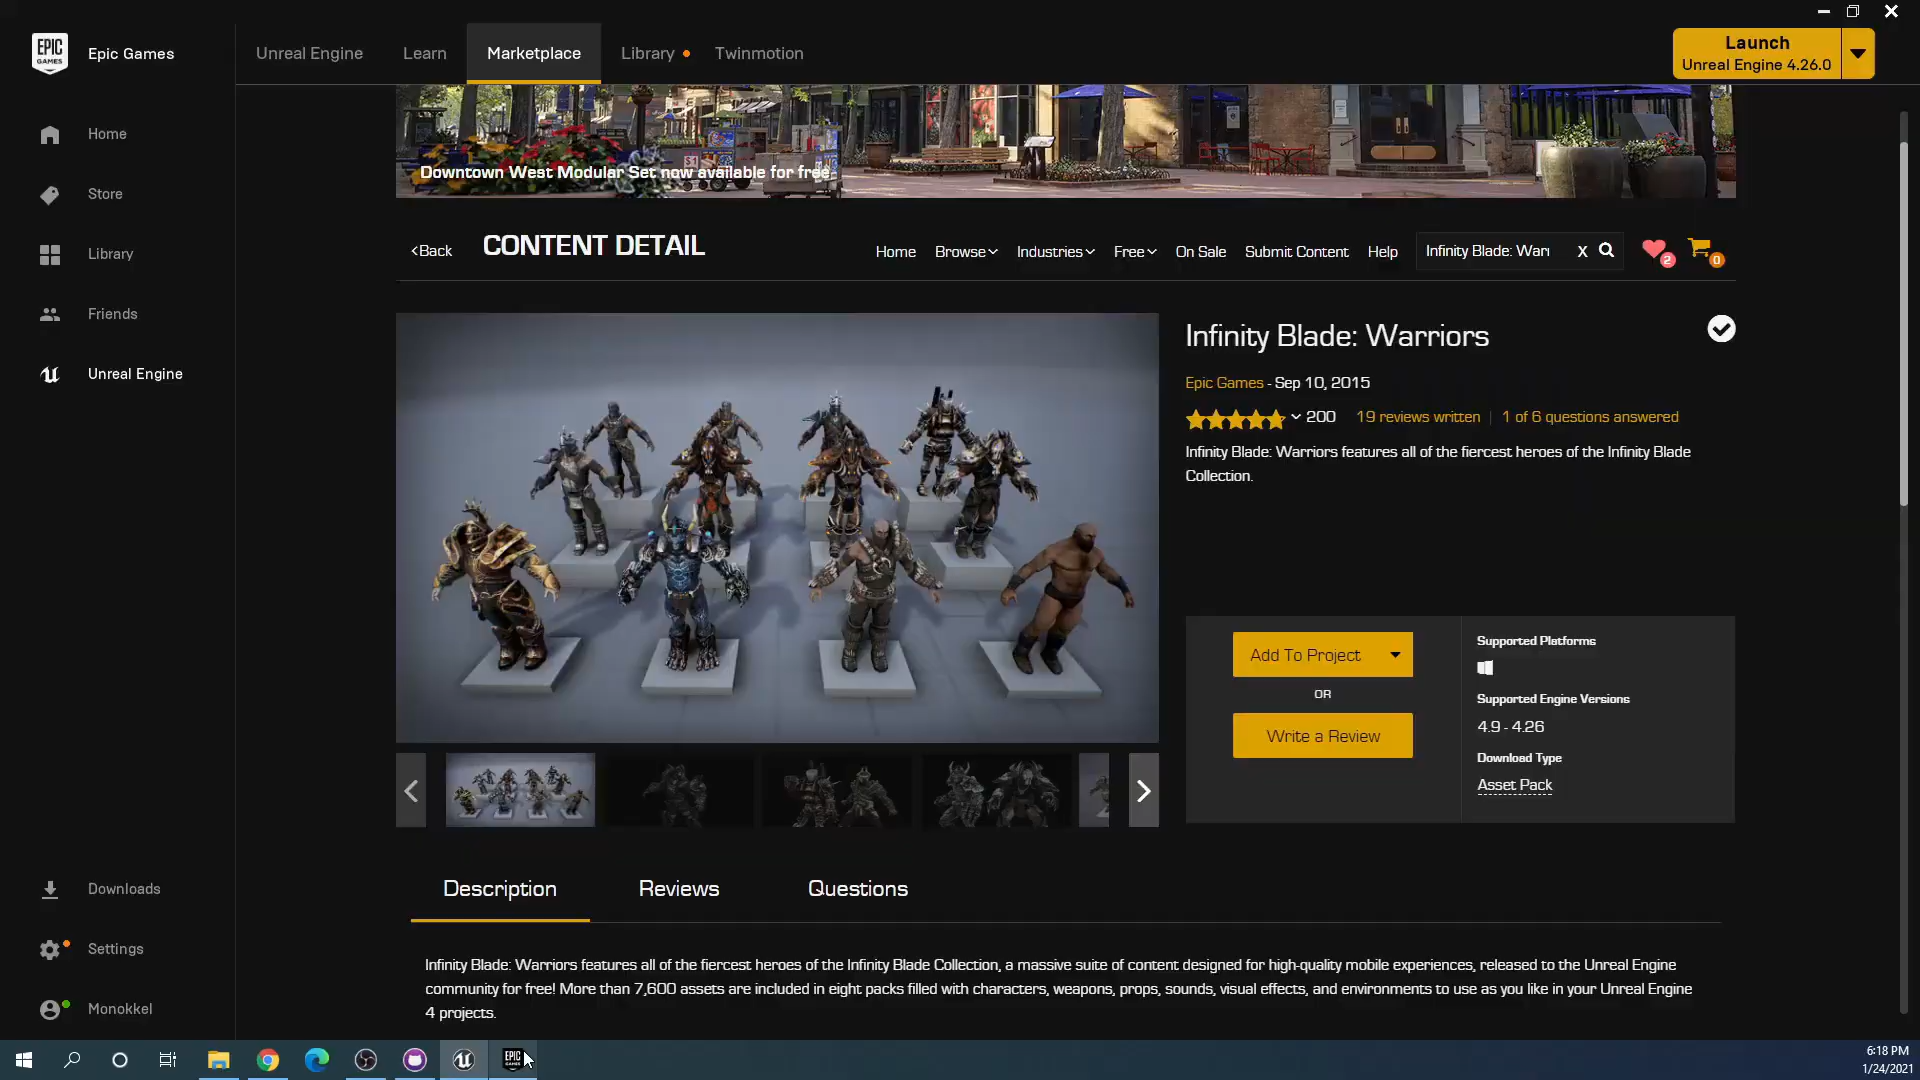 EPIC
GAMES
Epic Games
Unreal Engine
Learn
Marketplace
Library
Twinmotion
Launch
Unreal Engine 4.26.0
Home
Store
Library
Friends
Unreal Engine
Downloads
Settings
Monokkel
$1
Downtown West Modular Set now available for free
<Back
CONTENT DETAIL
Home
Browse
Industries
Free
On Sale
Submit Content
Help
Infinity Blade: Warr
X
2
0
Infinity Blade: Warriors
Epic Games - Sep 10, 2015
200
19 reviews written | 1 of 6 questions answered
Infinity Blade: Warriors features all of the fiercest heroes of the Infinity Blade
Collection.
Add To Project
OR
Write a Review
Supported Platforms
Supported Engine Versions
4.9 - 4.26
Download Type
Asset Pack
Description
Reviews
Questions
Infinity Blade: Warriors features all of the fiercest heroes of the Infinity Blade Collection, a massive suite of content designed for high-quality mobile experiences, released to the Unreal Engine
community for free! More than 7,600 assets are included in eight packs filled with characters, weapons, props, sounds, visual effects, and environments to use as you like in your Unreal Engine
4 projects.
EPIC
GAMES
6:18 PM
1/24/2021